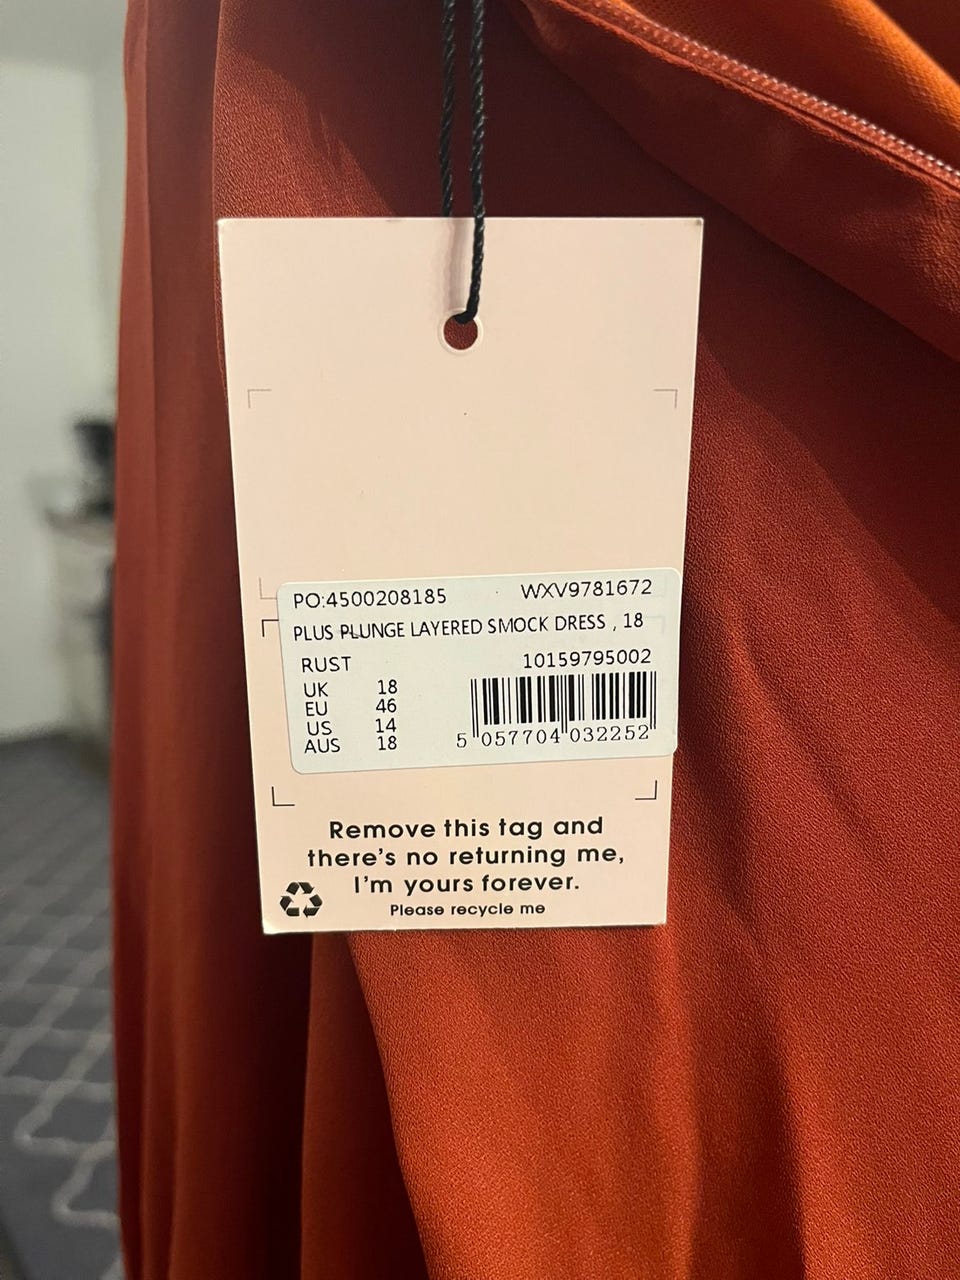 PO:4500208185 WXV9781672
PLUS PLUNGE LAYERED SMOCK DRESS , 18
RUST 10159795002
UK 18
EU 46
US 14
AUS 18
5 057704 032252
Remove this tag and
there's no returning me,
I'm yours forever.
Please recycle me